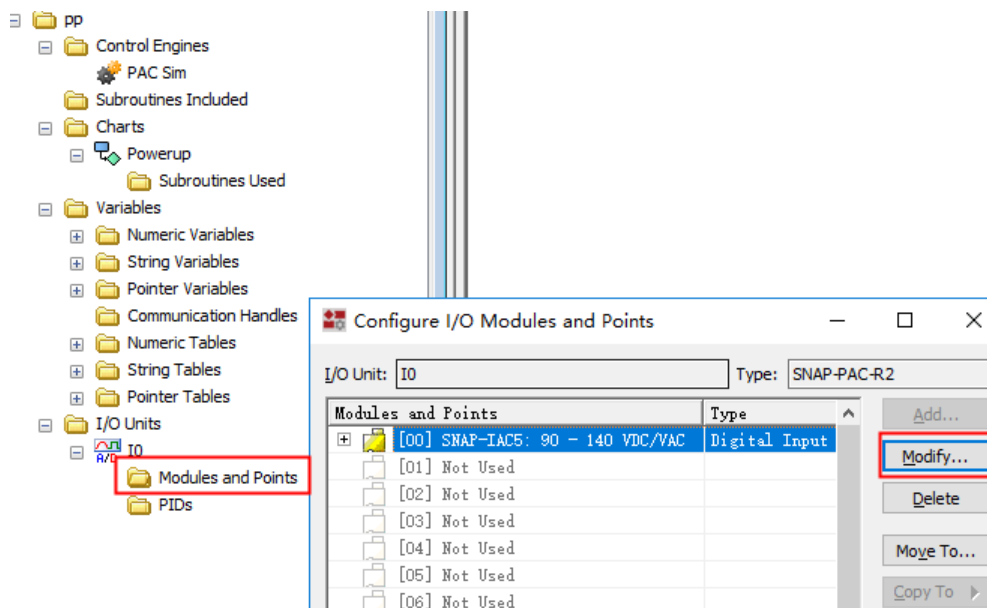 pp
Control Engines
PAC Sim
Subroutines Included
Charts
Powerup
Subroutines Used
Variables
Numeric Variables
String Variables
Pointer Variables
Communication Handles
Numeric Tables
String Tables
Pointer Tables
I/O Units
A/D IO
Modules and Points
PIDs
Configure I/O Modules and Points
I/O Unit: IO Type: SNAP-PAC-R2
Modules and Points Type
[00] SNAP-IAC5: 90 - 140 VDC/VAC Digital Input
[01] Not Used
[02] Not Used
[03] Not Used
[04] Not Used
[05] Not Used
[06] Not Used
Add...
Modify...
Delete
Move To...
Copy To